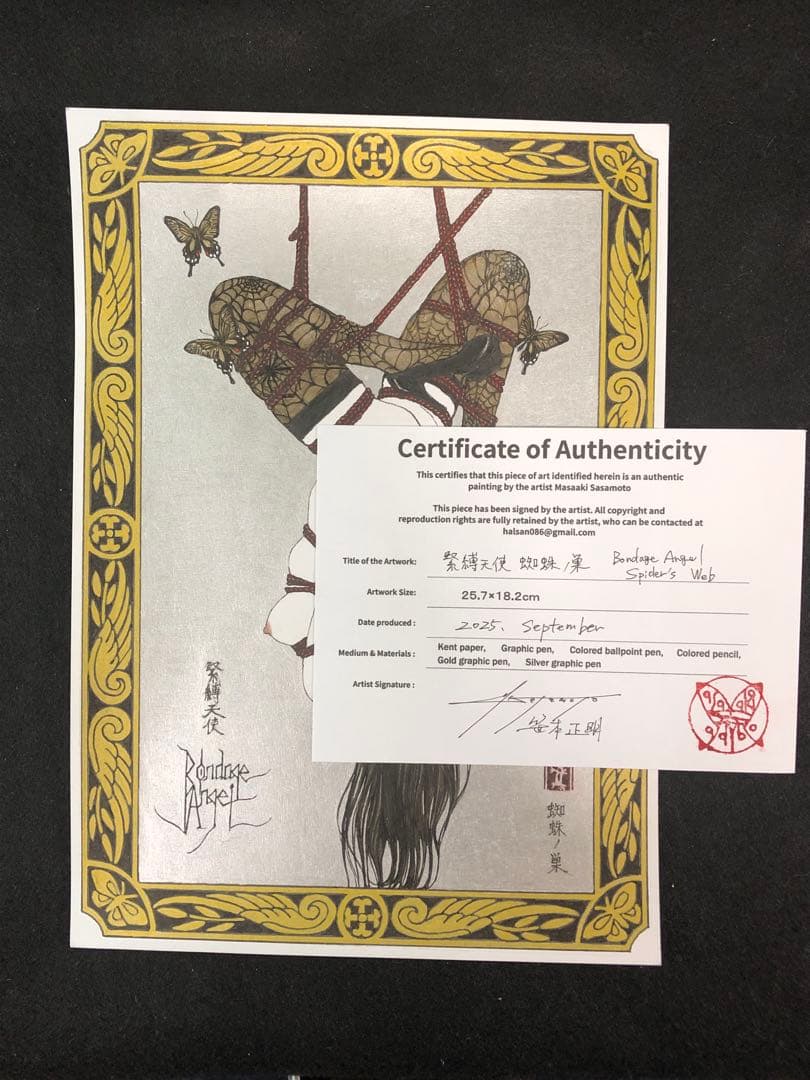 Certificate of Authenticity
This certifies that this piece of art identified herein is an authentic
painting by the artist Masaaki Sasamoto
This piece has been signed by the artist. All copyright and
reproduction rights are fully retained by the artist, who can be contacted at
halsan086@gmail.com
Title of the Artwork: 緊縛天使 蜘蛛ノ巣 Bondage Angel
Spider's Web
Artwork Size: 25.7×18.2cm
Date produced : 2025. September
Medium & Materials : Kent paper, Graphic pen, Colored ballpoint pen, Colored pencil,
Gold graphic pen, Silver graphic pen
Artist Signature :
笹本正明
緊縛天使
Bondage
Angel
蜘蛛ノ巣